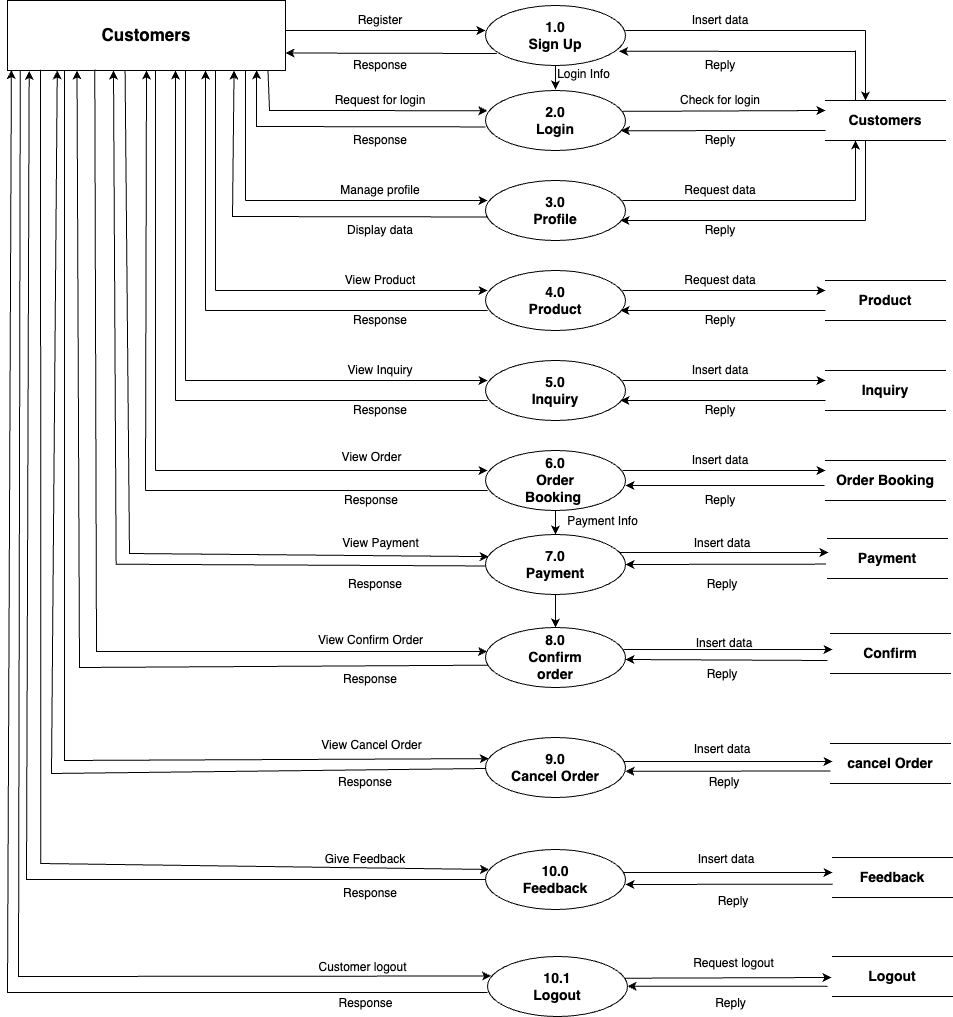 Customers
Register
1.0
Sign Up
Insert data
Response
Reply
Login Info
Request for login
2.0
Login
Check for login
Customers
Response
Reply
Manage profile
3.0
Profile
Request data
Display data
Reply
View Product
4.0
Product
Request data
Product
Response
Reply
View Inquiry
5.0
Inquiry
Insert data
Inquiry
Response
Reply
View Order
6.0
Order
Booking
Insert data
Order Booking
Response
Reply
Payment Info
View Payment
7.0
Payment
Insert data
Payment
Response
Reply
View Confirm Order
8.0
Confirm
order
Insert data
Confirm
Response
Reply
View Cancel Order
9.0
Cancel Order
Insert data
cancel Order
Response
Reply
Give Feedback
10.0
Feedback
Insert data
Feedback
Response
Reply
Customer logout
10.1
Logout
Request logout
Logout
Response
Reply